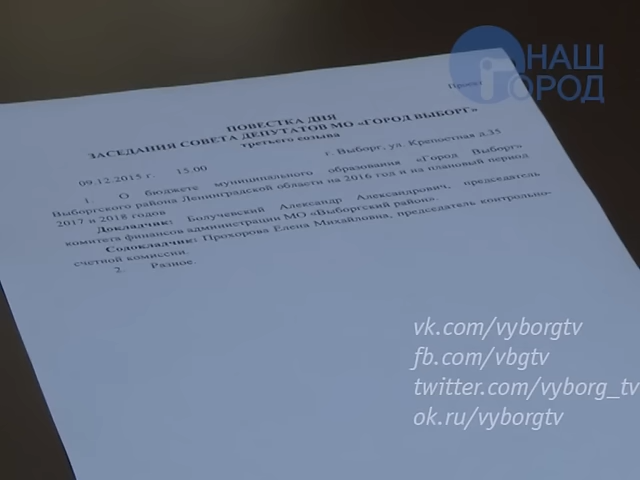 НАШ
ГОРОД
Проект
ПОВЕСТКА ДНЯ
ЗАСЕДАНИЯ СОВЕТА ДЕПУТАТОВ МО «ГОРОД ВЫБОРГ»
третьего созыва
09.12.2015 г. 15.00 г. Выборг, ул. Крепостная д.35
1. О бюджете муниципального образования «Город Выборг»
Выборгского района Ленинградской области на 2016 год и на плановый период
2017 и 2018 годов
Докладчик: Болучевский Александр Александрович, председатель
комитета финансов администрации МО «Выборгский район».
Содокладчик: Прохорова Елена Михайловна, председатель контрольно-
счетной комиссии.
2. Разное.
vk.com/vyborgtv
fb.com/vbgtv
twitter.com/vyborg_tv
ok.ru/vyborgtv